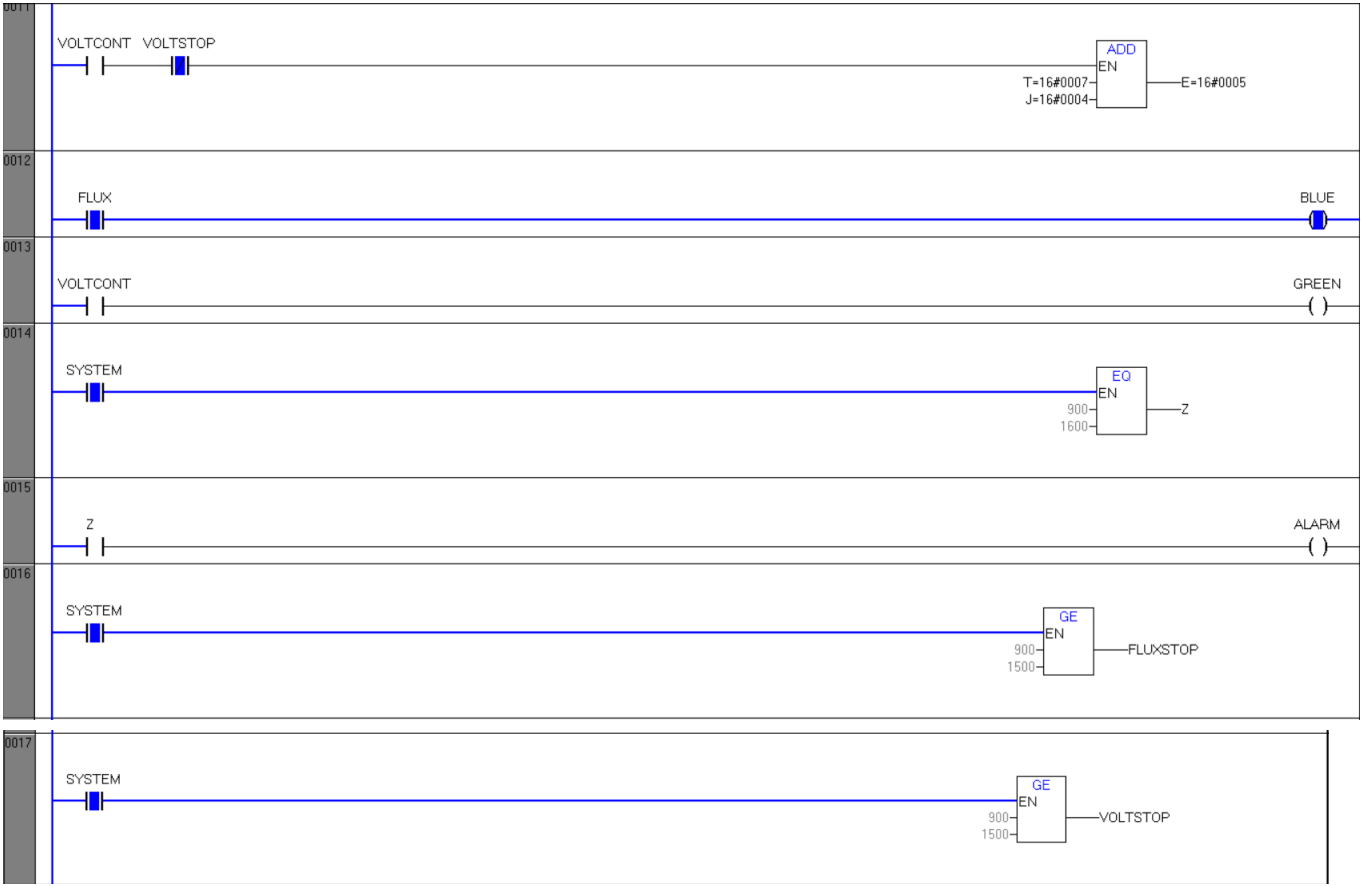 0011
VOLTCONT VOLTSTOP
ADD
EN
T=16#0007
E=16#0005
J=16#0004
0012
FLUX
BLUE
0013
VOLTCONT
GREEN
0014
SYSTEM
EQ
EN
900
Z
1600
0015
Z
ALARM
0016
SYSTEM
GE
EN
900
FLUXSTOP
1500
0017
SYSTEM
GE
EN
900
VOLTSTOP
1500